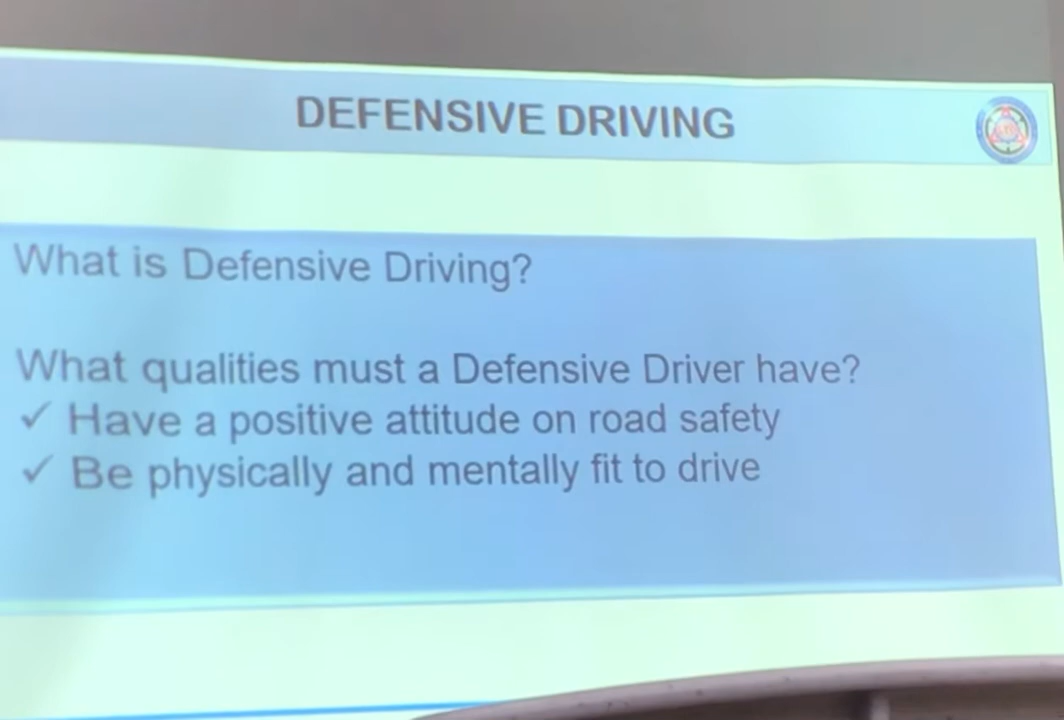 DEFENSIVE DRIVING
What is Defensive Driving?
What qualities must a Defensive Driver have?
✓ Have a positive attitude on road safety
✓ Be physically and mentally fit to drive